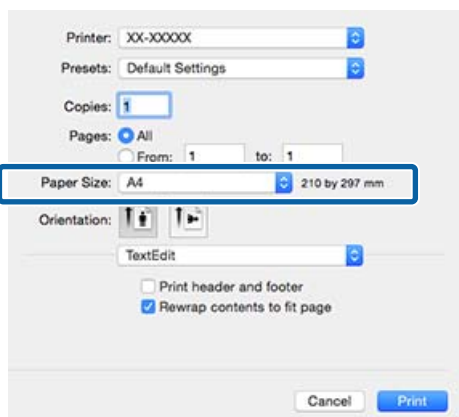 Printer: XX-XXXXX
Presets: Default Settings
Copies: 1
Pages: All
From: 1 to: 1
Paper Size: A4 210 by 297 mm
Orientation:
TextEdit
Print header and footer
Rewrap contents to fit page
Cancel Print